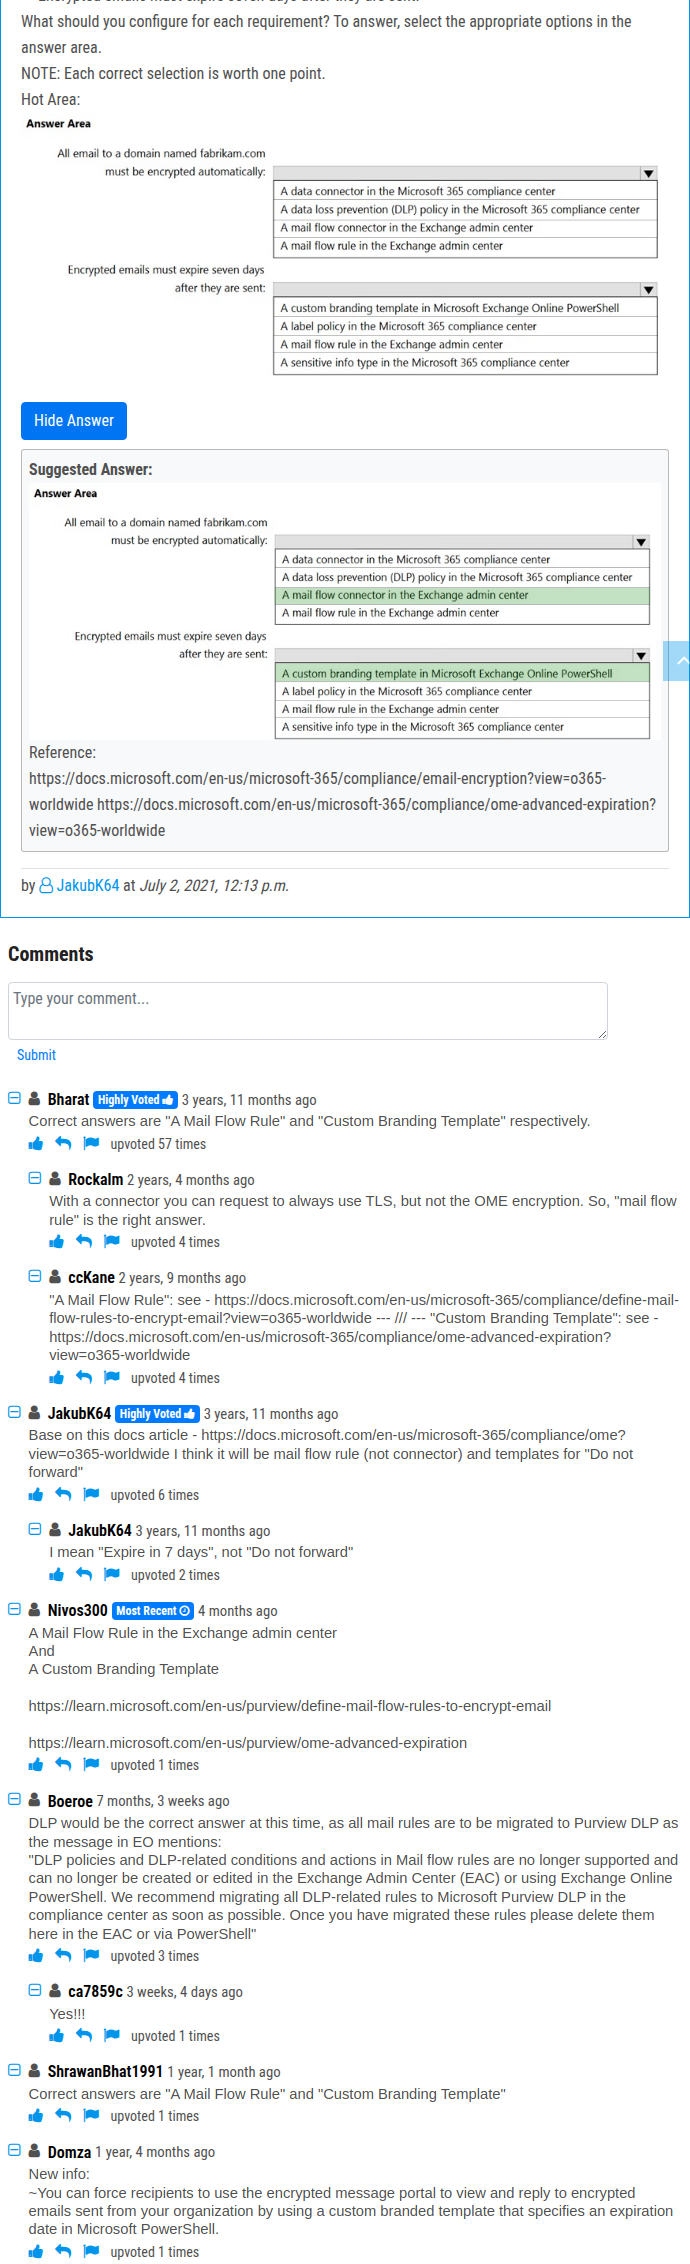 Encrypted emails must expire seven days after they are sent.
What should you configure for each requirement? To answer, select the appropriate options in the
answer area.
NOTE: Each correct selection is worth one point.
Hot Area:
Answer Area
All email to a domain named fabrikam.com
must be encrypted automatically:
A data connector in the Microsoft 365 compliance center
A data loss prevention (DLP) policy in the Microsoft 365 compliance center
A mail flow connector in the Exchange admin center
A mail flow rule in the Exchange admin center
Encrypted emails must expire seven days
after they are sent:
A custom branding template in Microsoft Exchange Online PowerShell
A label policy in the Microsoft 365 compliance center
A mail flow rule in the Exchange admin center
A sensitive info type in the Microsoft 365 compliance center
Hide Answer
Suggested Answer:
Answer Area
All email to a domain named fabrikam.com
must be encrypted automatically:
A data connector in the Microsoft 365 compliance center
A data loss prevention (DLP) policy in the Microsoft 365 compliance center
A mail flow connector in the Exchange admin center
A mail flow rule in the Exchange admin center
Encrypted emails must expire seven days
after they are sent:
A custom branding template in Microsoft Exchange Online PowerShell
A label policy in the Microsoft 365 compliance center
A mail flow rule in the Exchange admin center
A sensitive info type in the Microsoft 365 compliance center
Reference:
https://docs.microsoft.com/en-us/microsoft-365/compliance/email-encryption?view=o365-
worldwide https://docs.microsoft.com/en-us/microsoft-365/compliance/ome-advanced-expiration?
view=o365-worldwide
by JakubK64 at July 2, 2021, 12:13 p.m.
Comments
Type your comment...
Submit
Bharat Highly Voted 3 years, 11 months ago
Correct answers are "A Mail Flow Rule" and "Custom Branding Template" respectively.
upvoted 57 times
Rockalm 2 years, 4 months ago
With a connector you can request to always use TLS, but not the OME encryption. So, "mail flow
rule" is the right answer.
upvoted 4 times
ccKane 2 years, 9 months ago
"A Mail Flow Rule": see - https://docs.microsoft.com/en-us/microsoft-365/compliance/define-mail-
flow-rules-to-encrypt-email?view=o365-worldwide --- /// --- "Custom Branding Template": see -
https://docs.microsoft.com/en-us/microsoft-365/compliance/ome-advanced-expiration?
view=o365-worldwide
upvoted 4 times
JakubK64 Highly Voted 3 years, 11 months ago
Base on this docs article - https://docs.microsoft.com/en-us/microsoft-365/compliance/ome?
view=o365-worldwide I think it will be mail flow rule (not connector) and templates for "Do not
forward"
upvoted 6 times
JakubK64 3 years, 11 months ago
I mean "Expire in 7 days", not "Do not forward"
upvoted 2 times
Nivos300 Most Recent 4 months ago
A Mail Flow Rule in the Exchange admin center
And
A Custom Branding Template
https://learn.microsoft.com/en-us/purview/define-mail-flow-rules-to-encrypt-email
https://learn.microsoft.com/en-us/purview/ome-advanced-expiration
upvoted 1 times
Boeroe 7 months, 3 weeks ago
DLP would be the correct answer at this time, as all mail rules are to be migrated to Purview DLP as
the message in EO mentions:
"DLP policies and DLP-related conditions and actions in Mail flow rules are no longer supported and
can no longer be created or edited in the Exchange Admin Center (EAC) or using Exchange Online
PowerShell. We recommend migrating all DLP-related rules to Microsoft Purview DLP in the
compliance center as soon as possible. Once you have migrated these rules please delete them
here in the EAC or via PowerShell"
upvoted 3 times
ca7859c 3 weeks, 4 days ago
Yes!!!
upvoted 1 times
ShrawanBhat1991 1 year, 1 month ago
Correct answers are "A Mail Flow Rule" and "Custom Branding Template"
upvoted 1 times
Domza 1 year, 4 months ago
New info:
~You can force recipients to use the encrypted message portal to view and reply to encrypted
emails sent from your organization by using a custom branded template that specifies an expiration
date in Microsoft PowerShell.
upvoted 1 times